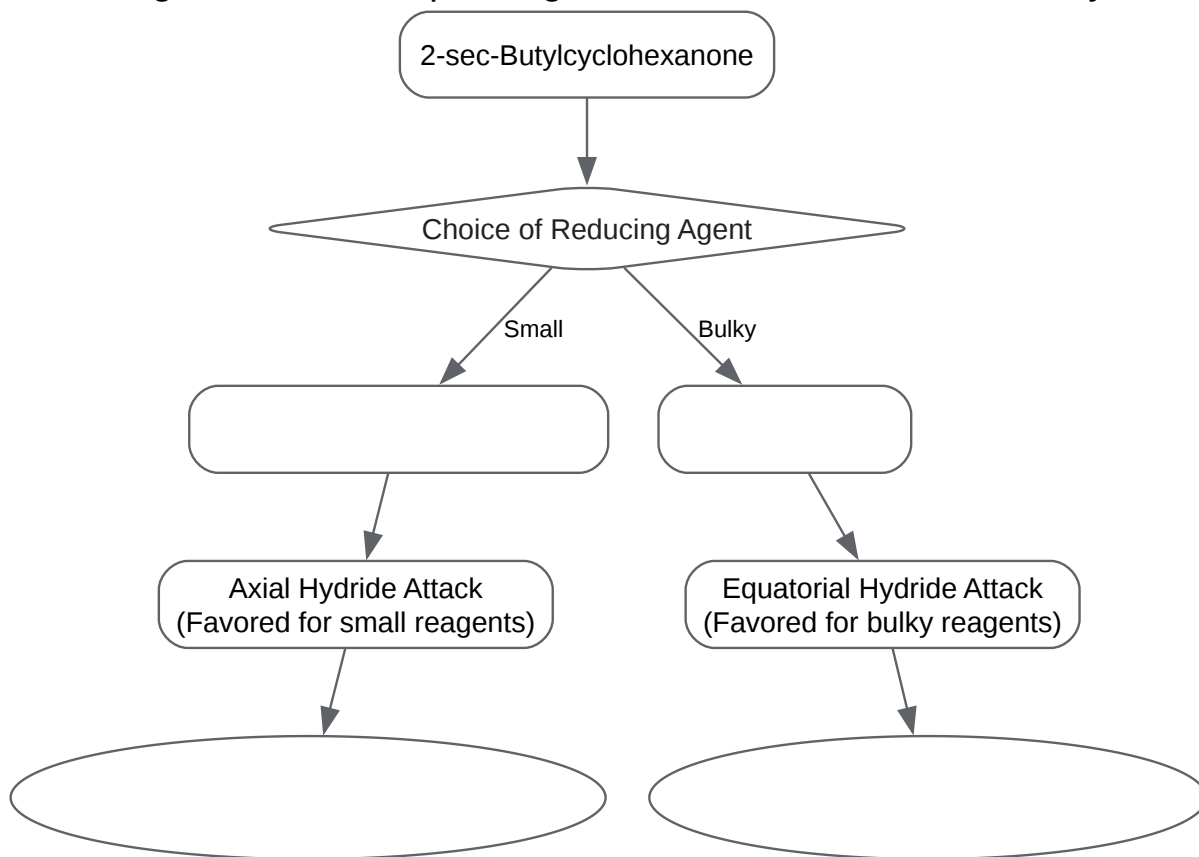 2-sec-Butylcyclohexanone
Choice of Reducing Agent
Small
Bulky
Axial Hydride Attack
(Favored for small reagents)
Equatorial Hydride Attack
(Favored for bulky reagents)